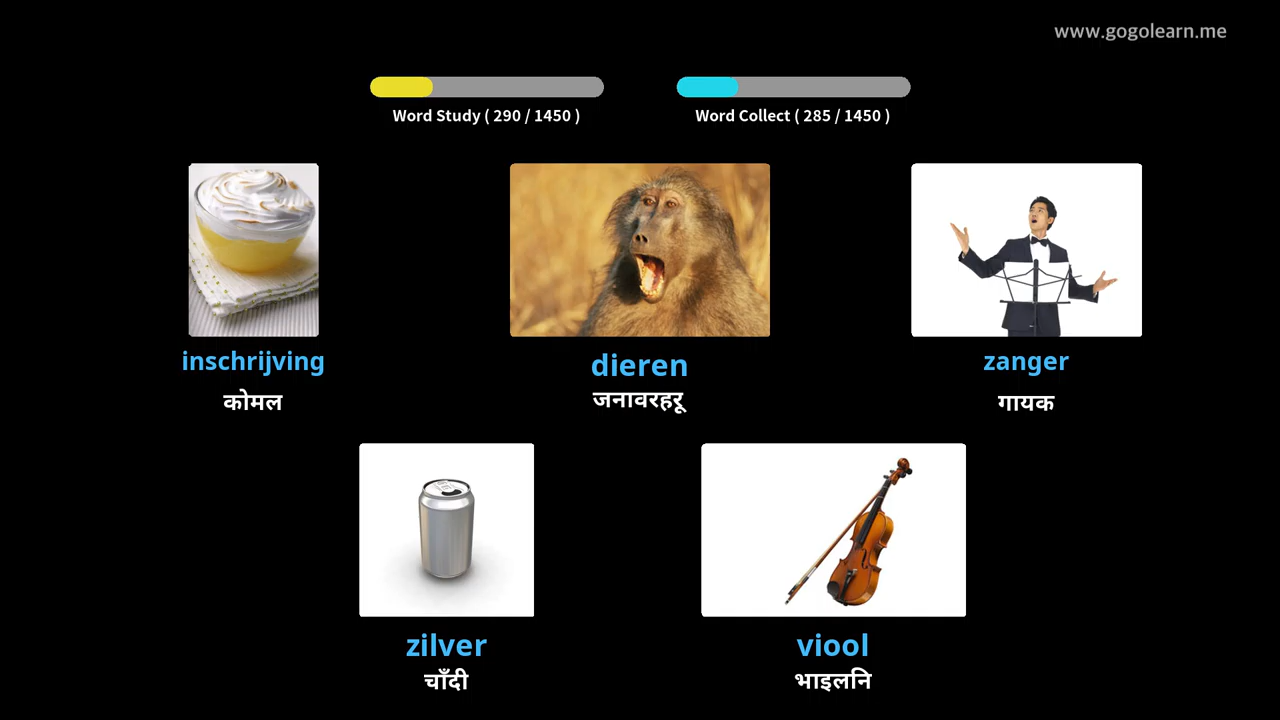 www.gogolearn.me
Word Study ( 290 / 1450 )
Word Collect ( 285 / 1450 )
inschrijving
कोमल
dieren
जनावरहरू
zanger
गायक
zilver
चाँदी
viool
भाइलनि